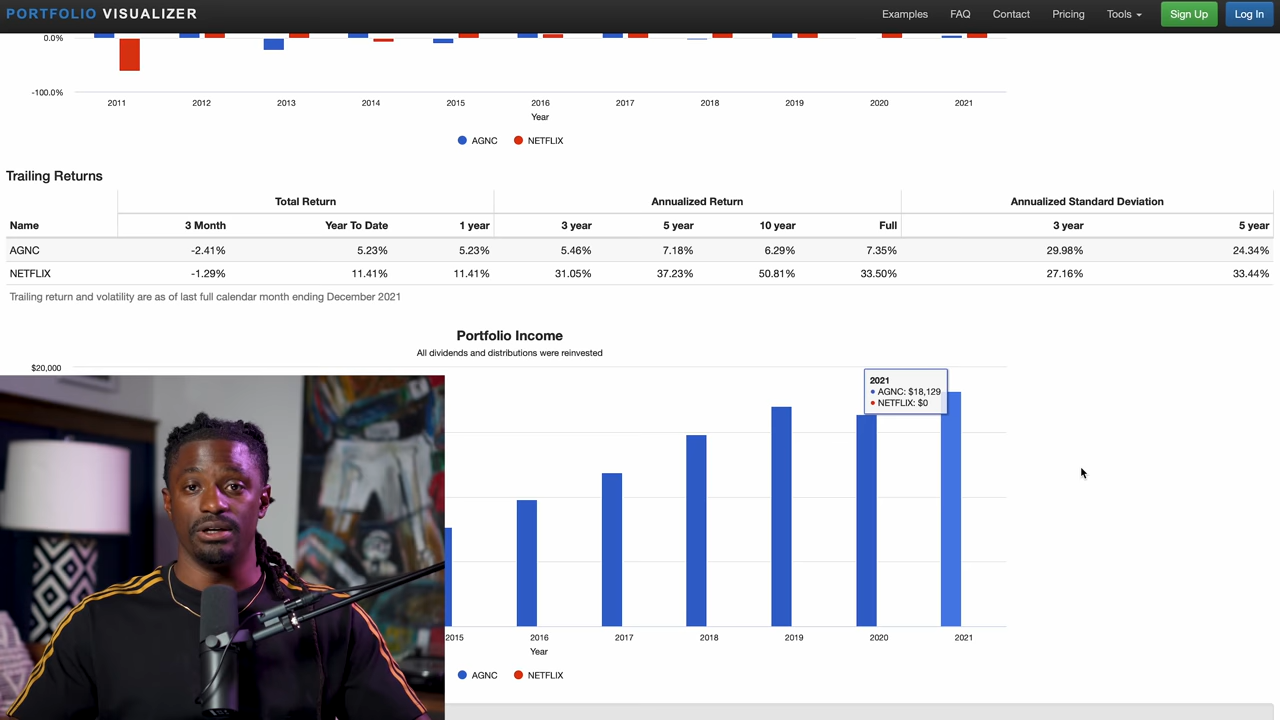 PORTFOLIO VISUALIZER Examples FAQ Contact Pricing Tools Sign Up Log In
0.0%
-100.0%
2011 2012 2013 2014 2015 2016 2017 2018 2019 2020 2021
Year
AGNC NETFLIX
Trailing Returns
Total Return Annualized Return Annualized Standard Deviation
Name 3 Month Year To Date 1 year 3 year 5 year 10 year Full 3 year 5 year
AGNC -2.41% 5.23% 5.23% 5.46% 7.18% 6.29% 7.35% 29.98% 24.34%
NETFLIX -1.29% 11.41% 11.41% 31.05% 37.23% 50.81% 33.50% 27.16% 33.44%
Trailing return and volatility are as of last full calendar month ending December 2021
Portfolio Income
All dividends and distributions were reinvested
$20,000
2021
AGNC: $18,129
NETFLIX: $0
2015 2016 2017 2018 2019 2020 2021
Year
AGNC NETFLIX